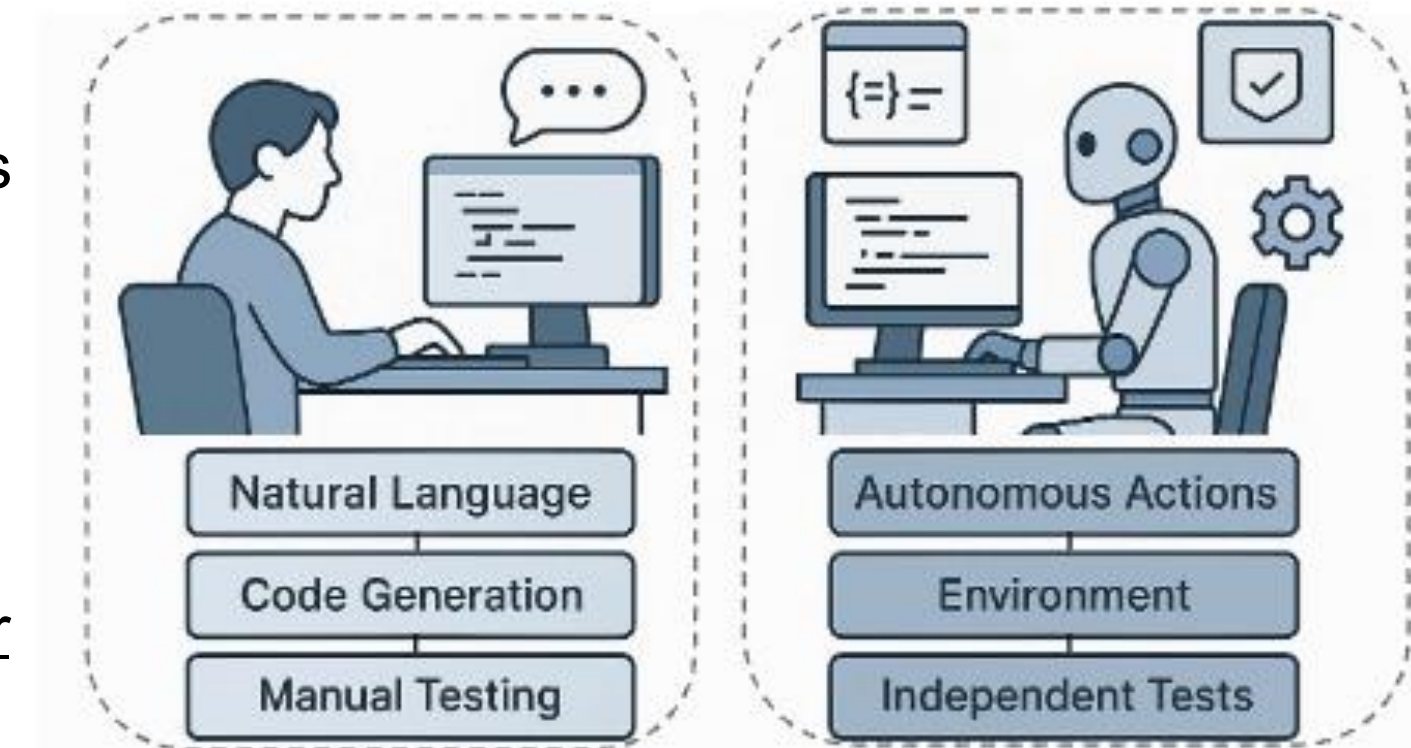 s
r
{=}=
Natural Language
Code Generation
Manual Testing
Autonomous Actions
Environment
Independent Tests